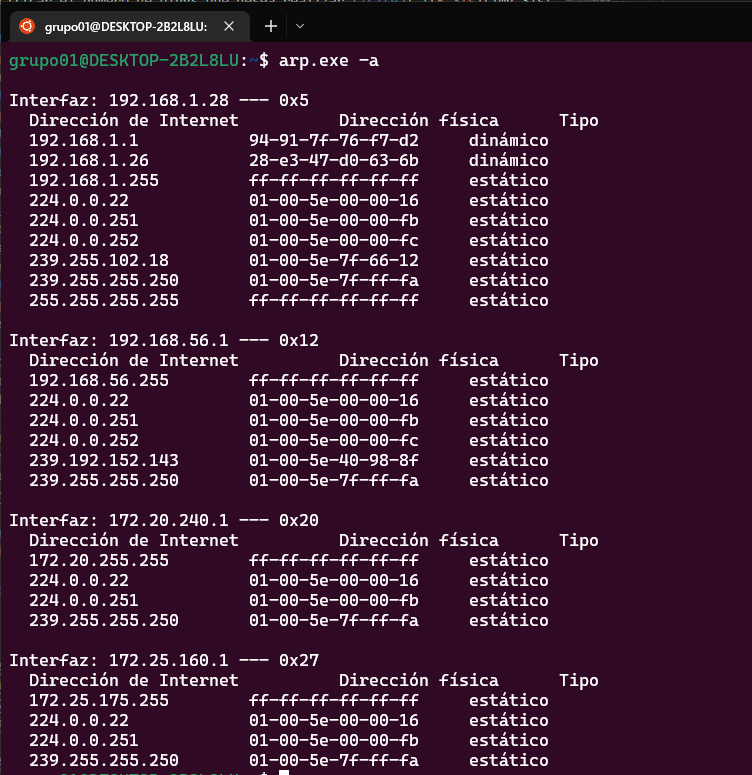 grupo01@DESKTOP-2B2L8LU:
grupo01@DESKTOP-2B2L8LU:~$ arp.exe -a
Interfaz: 192.168.1.28 --- 0x5
Dirección de Internet Dirección física Tipo
192.168.1.1 94-91-7f-76-f7-d2 dinámico
192.168.1.26 28-e3-47-d0-63-6b dinámico
192.168.1.255 ff-ff-ff-ff-ff-ff estático
224.0.0.22 01-00-5e-00-00-16 estático
224.0.0.251 01-00-5e-00-00-fb estático
224.0.0.252 01-00-5e-00-00-fc estático
239.255.102.18 01-00-5e-7f-66-12 estático
239.255.255.250 01-00-5e-7f-ff-fa estático
255.255.255.255 ff-ff-ff-ff-ff-ff estático
Interfaz: 192.168.56.1 --- 0x12
Dirección de Internet Dirección física Tipo
192.168.56.255 ff-ff-ff-ff-ff-ff estático
224.0.0.22 01-00-5e-00-00-16 estático
224.0.0.251 01-00-5e-00-00-fb estático
224.0.0.252 01-00-5e-00-00-fc estático
239.192.152.143 01-00-5e-40-98-8f estático
239.255.255.250 01-00-5e-7f-ff-fa estático
Interfaz: 172.20.240.1 --- 0x20
Dirección de Internet Dirección física Tipo
172.20.255.255 ff-ff-ff-ff-ff-ff estático
224.0.0.22 01-00-5e-00-00-16 estático
224.0.0.251 01-00-5e-00-00-fb estático
239.255.255.250 01-00-5e-7f-ff-fa estático
Interfaz: 172.25.160.1 --- 0x27
Dirección de Internet Dirección física Tipo
172.25.175.255 ff-ff-ff-ff-ff-ff estático
224.0.0.22 01-00-5e-00-00-16 estático
224.0.0.251 01-00-5e-00-00-fb estático
239.255.255.250 01-00-5e-7f-ff-fa estático